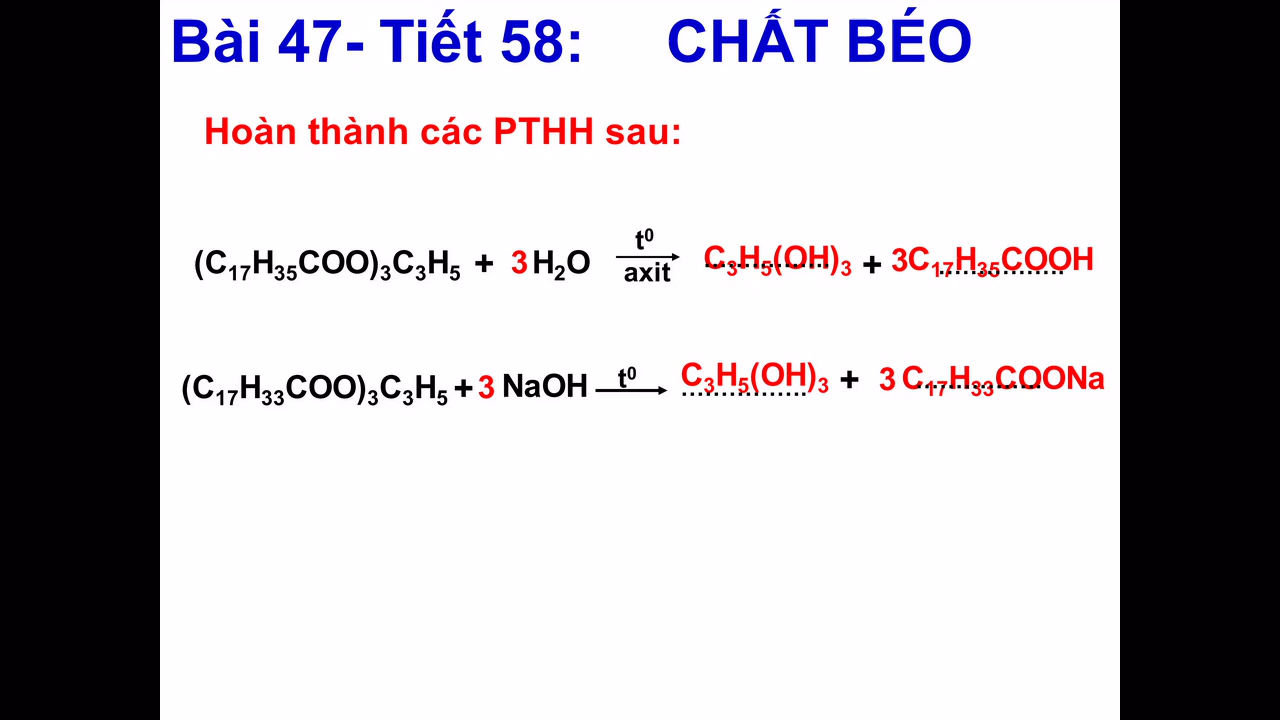 Bài 47- Tiết 58: CHẤT BÉO
Hoàn thành các PTHH sau:
(C₁₇H₃₅COO)₃C₃H₅ + 3 H₂O t⁰ axit C₃H₅(OH)₃ + 3C₁₇H₃₅COOH
(C₁₇H₃₃COO)₃C₃H₅ + 3 NaOH t⁰ C₃H₅(OH)₃ + 3 C₁₇H₃₃COONa